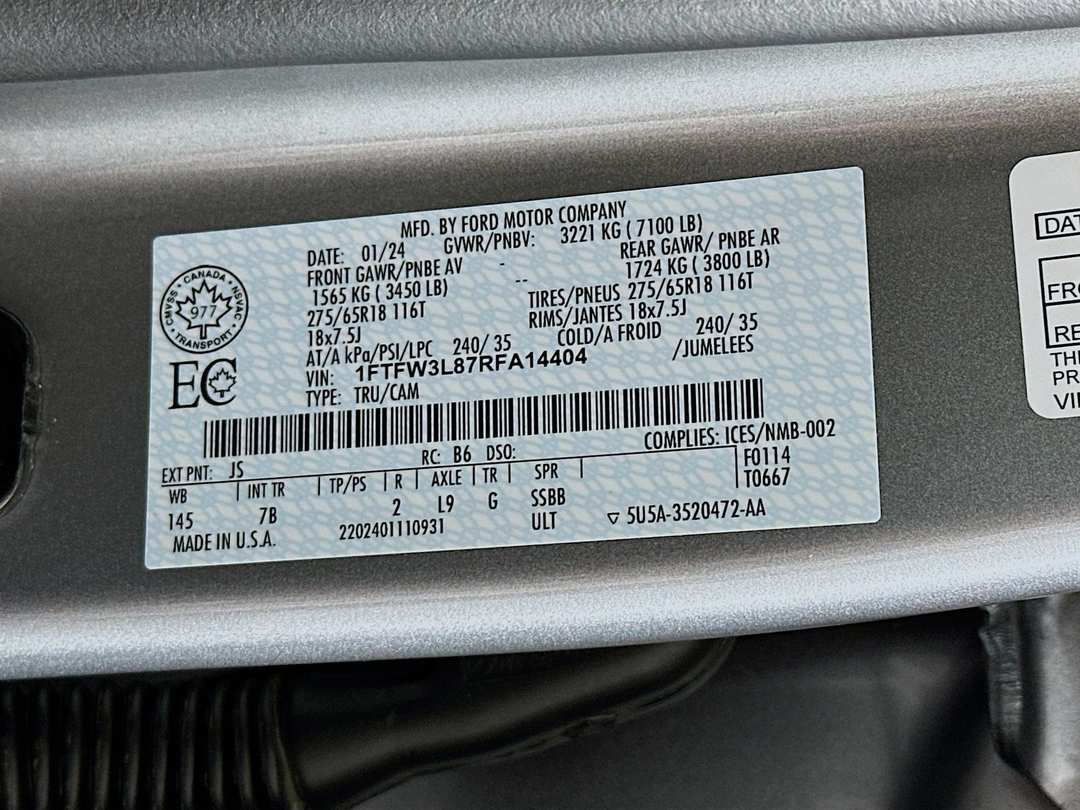 MFD. BY FORD MOTOR COMPANY
DATE: 01/24 GVWR/PNBV: 3221 KG ( 7100 LB)
FRONT GAWR/PNBE AV - REAR GAWR/ PNBE AR
1565 KG ( 3450 LB) -- 1724 KG ( 3800 LB)
275/65R18 116T TIRES/PNEUS 275/65R18 116T
18x7.5J RIMS/JANTES 18x7.5J
AT/A kPa/PSI/LPC 240/ 35 COLD/A FROID 240/ 35
VIN: 1FTFW3L87RFA14404 /JUMELEES
TYPE: TRU/CAM
CANADA
CMVSS NSVAC
977
TRANSPORT
EC
COMPLIES: ICES/NMB-002
EXT PNT: JS RC: B6 DSO: F0114
WB | INT TR | TP/PS | R | AXLE | TR | SPR T0667
145 7B 2 L9 G SSBB
MADE IN U.S.A. 2202401110931 ULT ▽ 5U5A-3520472-AA
DAT
FRO
RE
THI
PR
VI